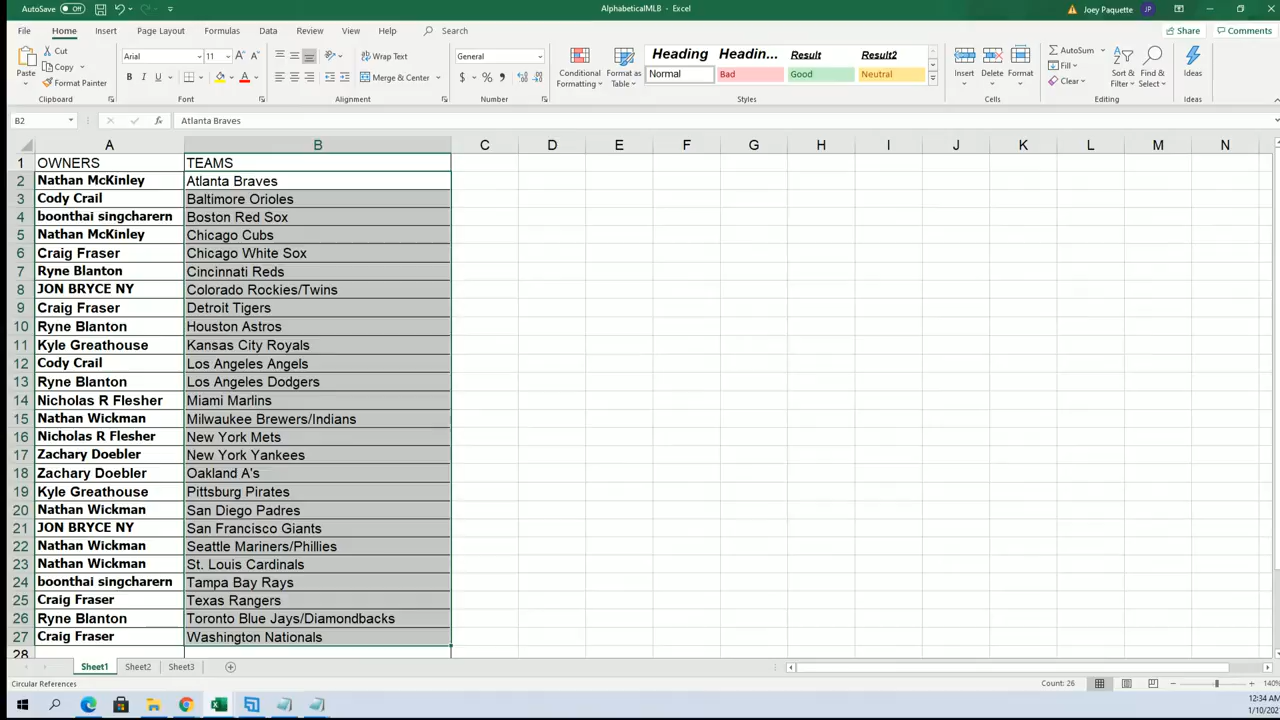 AutoSave Off AlphabeticalMLB - Excel Joey Paquette JP
File Home Insert Page Layout Formulas Data Review View Help Search Share Comments
Paste Cut Copy Format Painter Clipboard
Arial 11 B I U A A A Font
Wrap Text Merge & Center Alignment
General $ % Number
Conditional Formatting Format as Table
Heading Headin... Result Result2
Normal Bad Good Neutral
Styles
Insert Delete Format Cells
AutoSum Fill Clear Sort & Filter Find & Select Editing
Ideas Ideas
B2 fx Atlanta Braves
A B C D E F G H I J K L M N
1 OWNERS TEAMS
2 Nathan McKinley Atlanta Braves
3 Cody Crail Baltimore Orioles
4 boonthai singcharern Boston Red Sox
5 Nathan McKinley Chicago Cubs
6 Craig Fraser Chicago White Sox
7 Ryne Blanton Cincinnati Reds
8 JON BRYCE NY Colorado Rockies/Twins
9 Craig Fraser Detroit Tigers
10 Ryne Blanton Houston Astros
11 Kyle Greathouse Kansas City Royals
12 Cody Crail Los Angeles Angels
13 Ryne Blanton Los Angeles Dodgers
14 Nicholas R Flesher Miami Marlins
15 Nathan Wickman Milwaukee Brewers/Indians
16 Nicholas R Flesher New York Mets
17 Zachary Doebler New York Yankees
18 Zachary Doebler Oakland A's
19 Kyle Greathouse Pittsburg Pirates
20 Nathan Wickman San Diego Padres
21 JON BRYCE NY San Francisco Giants
22 Nathan Wickman Seattle Mariners/Phillies
23 Nathan Wickman St. Louis Cardinals
24 boonthai singcharern Tampa Bay Rays
25 Craig Fraser Texas Rangers
26 Ryne Blanton Toronto Blue Jays/Diamondbacks
27 Craig Fraser Washington Nationals
28
Sheet1 Sheet2 Sheet3
Circular References Count: 26 140%
12:34 AM
1/10/202